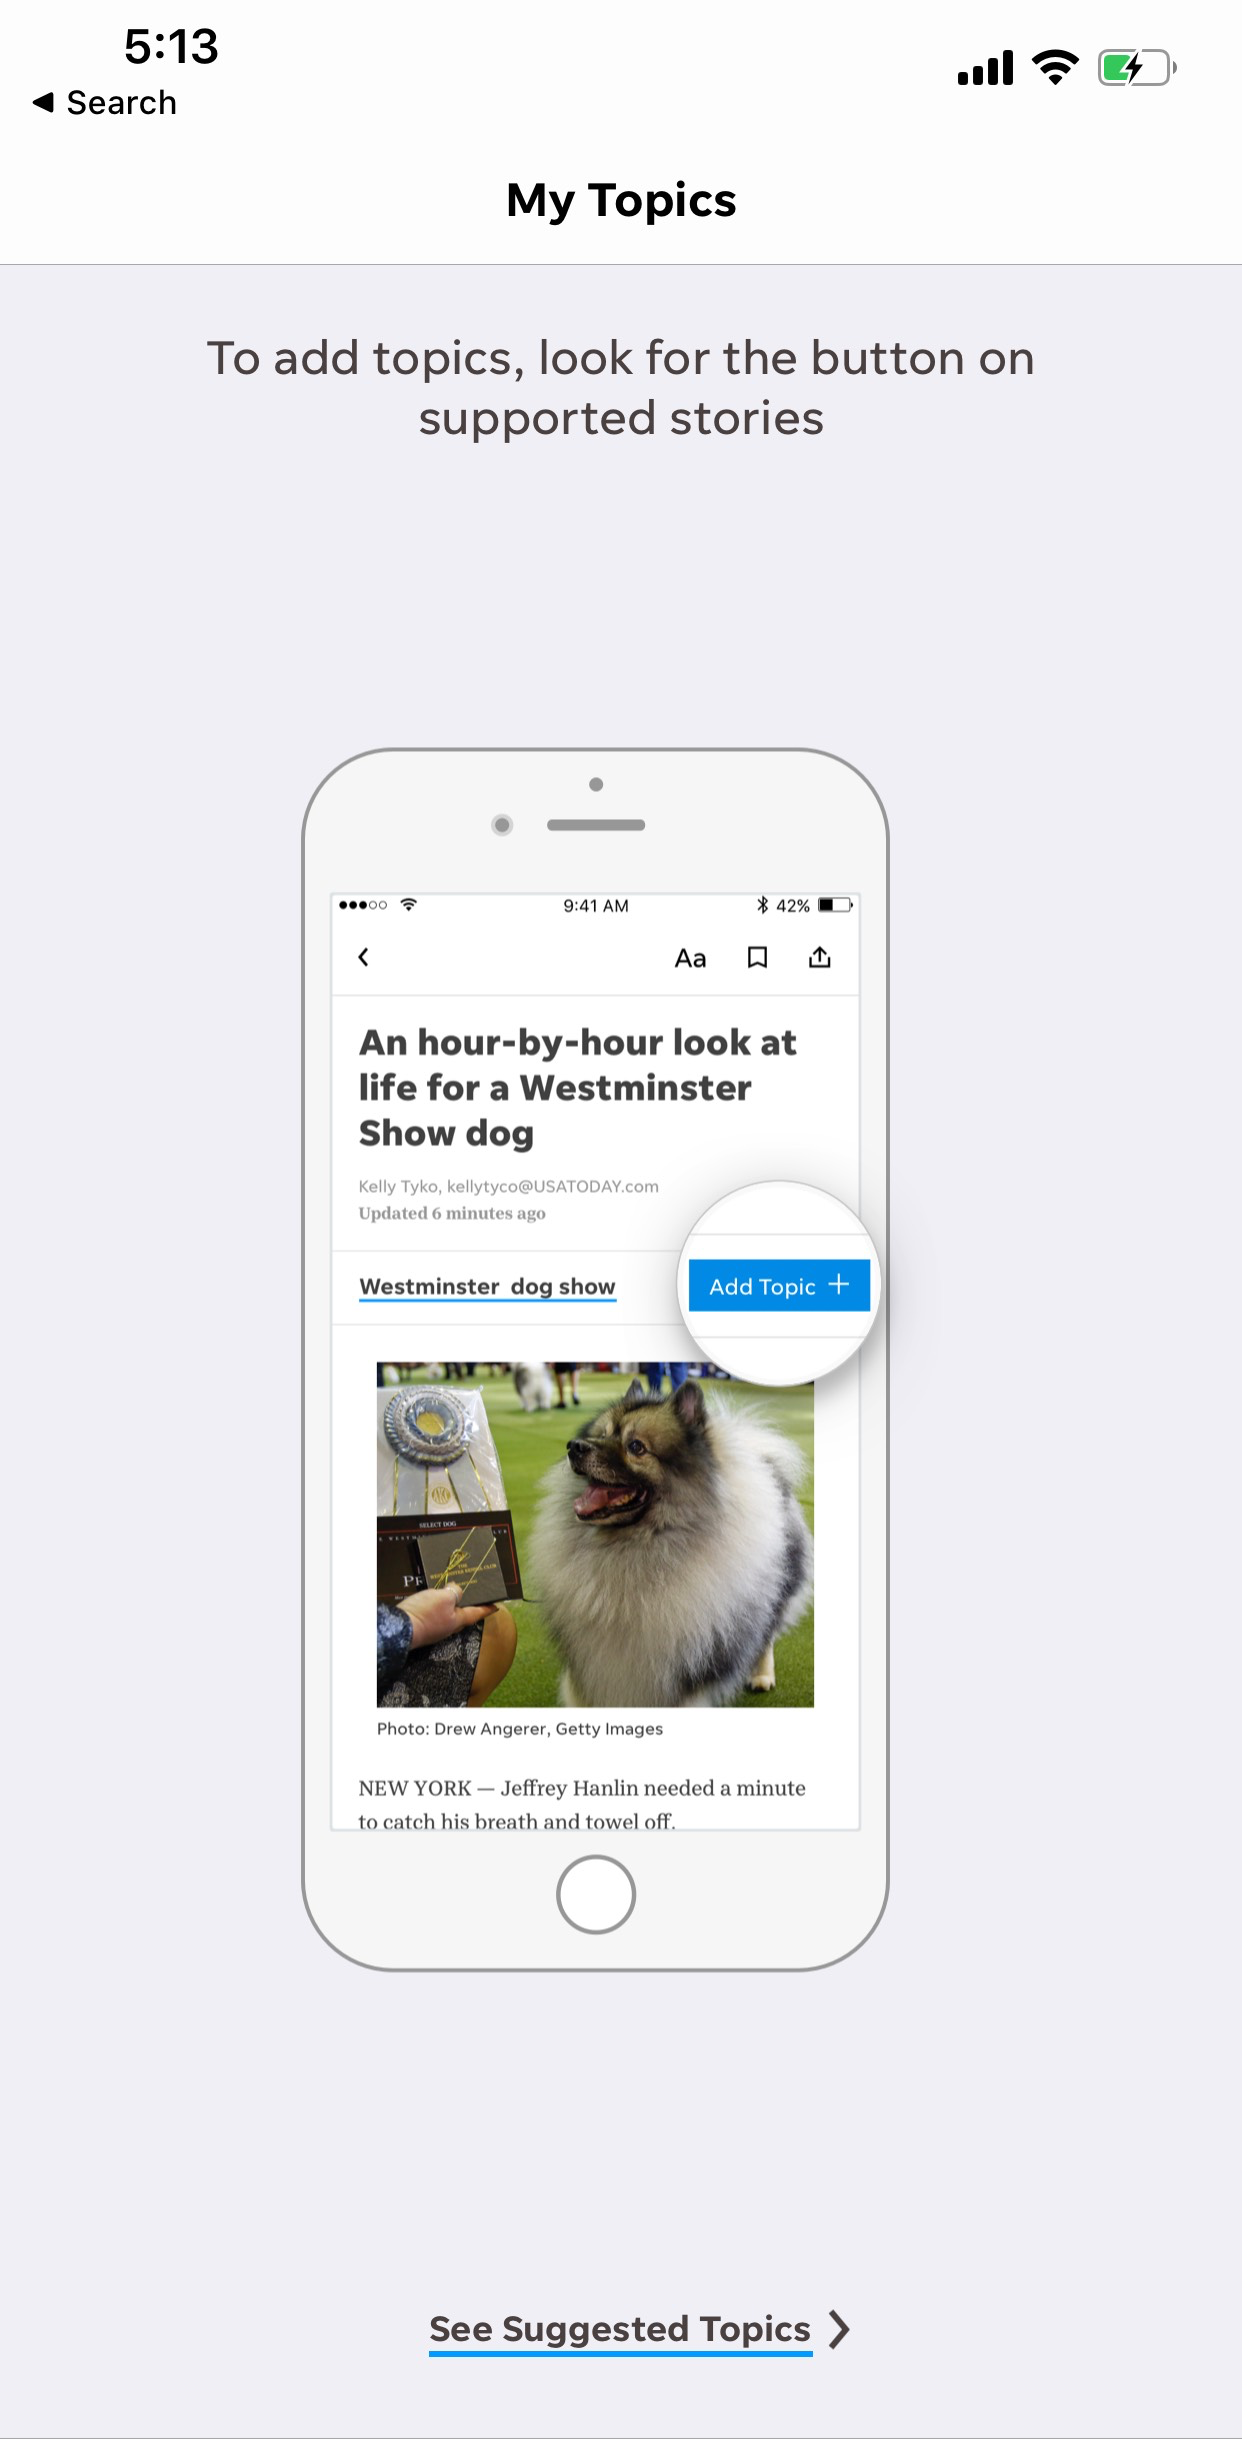 5:13
Search
My Topics
To add topics, look for the button on
supported stories
9:41 AM
42%
Aa
An hour-by-hour look at
life for a Westminster
Show dog
Kelly Tyko, kellytyco@USATODAY.com
Updated 6 minutes ago
Westminster dog show
Add Topic +
SELECT DOG
Photo: Drew Angerer, Getty Images
NEW YORK — Jeffrey Hanlin needed a minute
to catch his breath and towel off.
See Suggested Topics